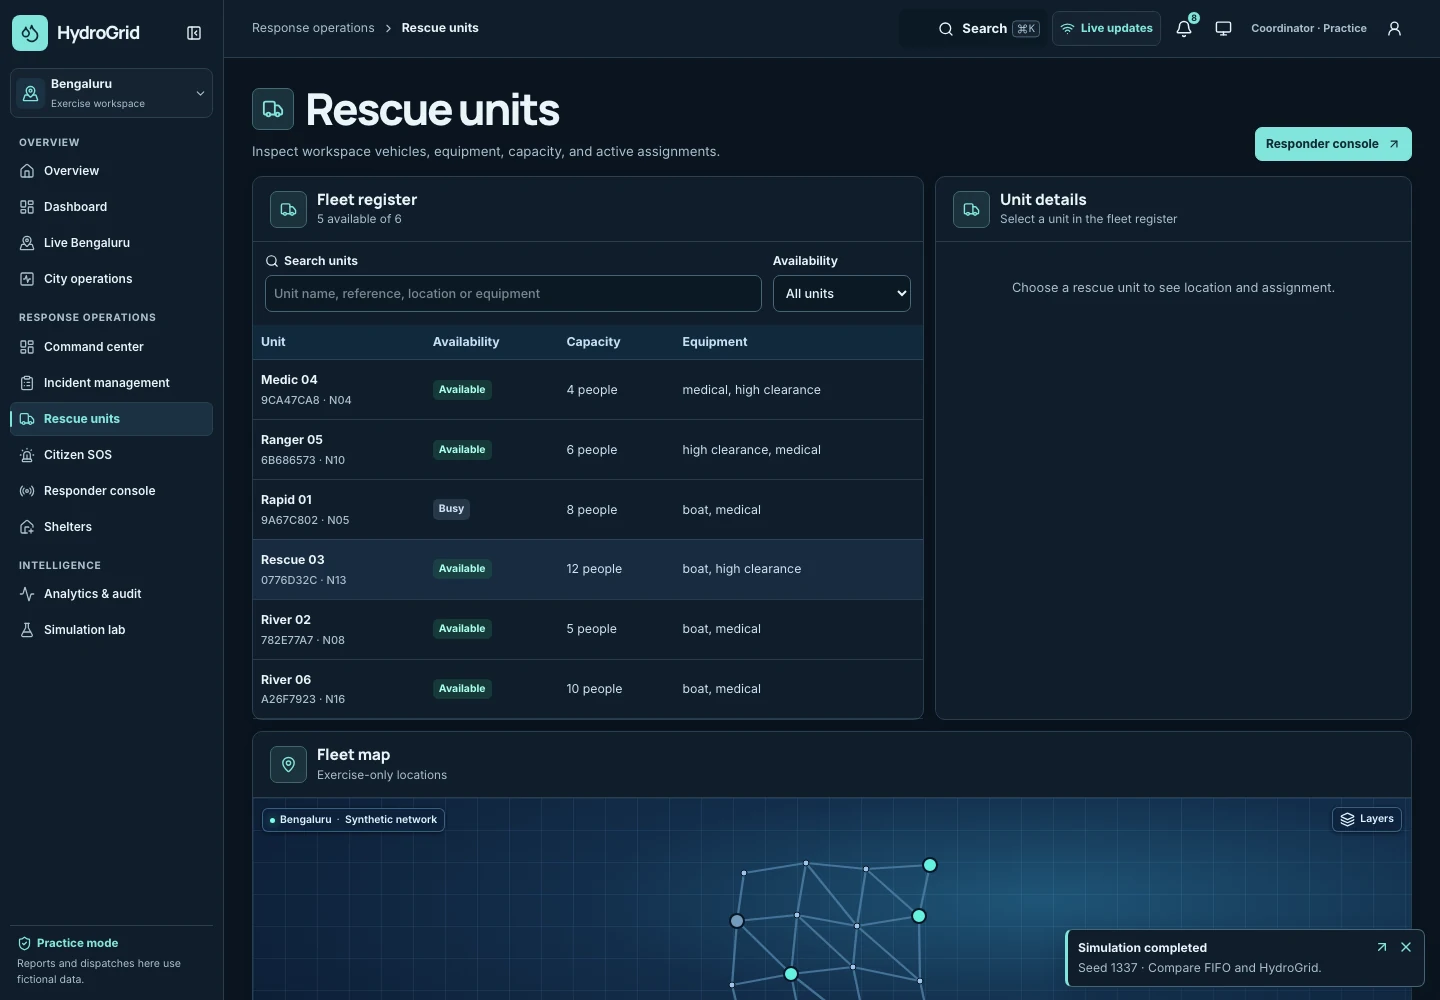 HydroGrid
Bengaluru
Exercise workspace
OVERVIEW
Overview
Dashboard
Live Bengaluru
City operations
RESPONSE OPERATIONS
Command center
Incident management
Rescue units
Citizen SOS
Responder console
Shelters
INTELLIGENCE
Analytics & audit
Simulation lab
Practice mode
Reports and dispatches here use
fictional data.
Response operations > Rescue units
Search ⌘K
Live updates
8
Coordinator · Practice
Rescue units
Inspect workspace vehicles, equipment, capacity, and active assignments.
Responder console
Fleet register
5 available of 6
Search units
Availability
Unit name, reference, location or equipment
All units
Unit Availability Capacity Equipment
Medic 04
9CA47CA8 · N04
Available 4 people medical, high clearance
Ranger 05
6B686573 · N10
Available 6 people high clearance, medical
Rapid 01
9A67C802 · N05
Busy 8 people boat, medical
Rescue 03
0776D32C · N13
Available 12 people boat, high clearance
River 02
782E77A7 · N08
Available 5 people boat, medical
River 06
A26F7923 · N16
Available 10 people boat, medical
Unit details
Select a unit in the fleet register
Choose a rescue unit to see location and assignment.
Fleet map
Exercise-only locations
Bengaluru · Synthetic network
Layers
Simulation completed
Seed 1337 · Compare FIFO and HydroGrid.